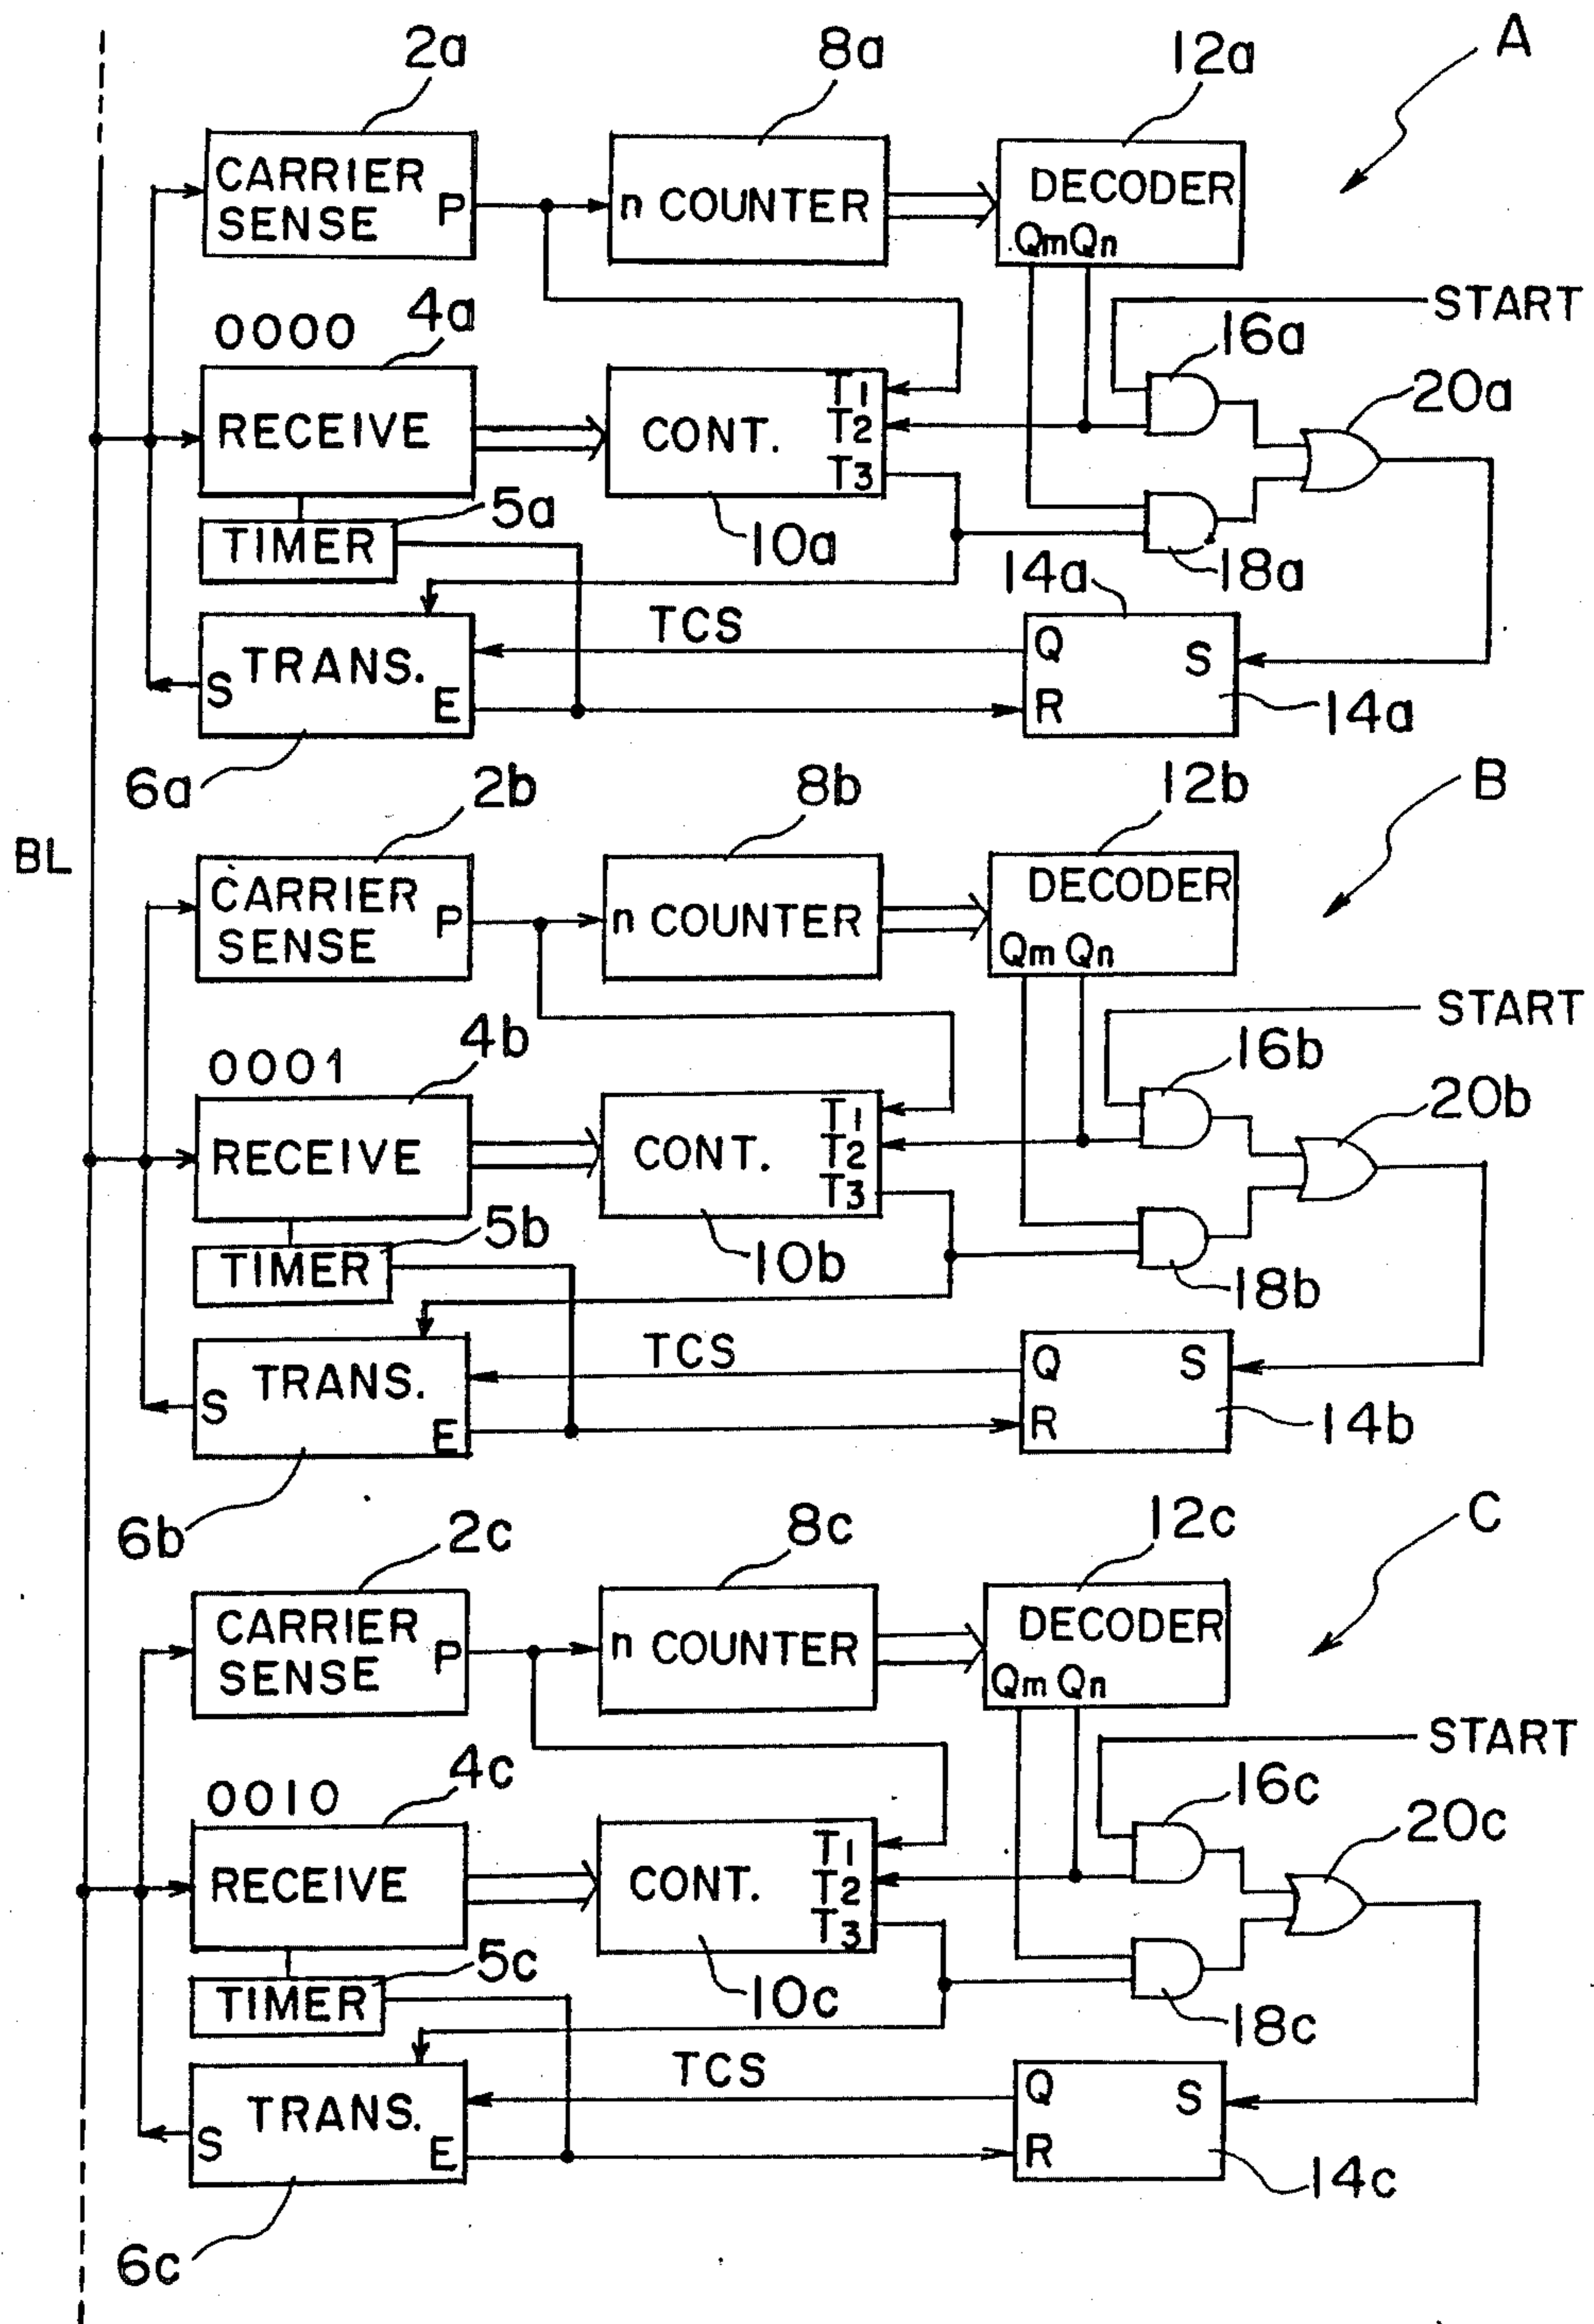 2a
8a
12a
A
CARRIER
SENSE
P
n COUNTER
DECODER
Qm Qn
START
0000
4a
16a
20a
RECEIVE
CONT.
T1
T2
T3
5a
TIMER
10a
14a
18a
TCS
TRANS.
S
E
Q
R
S
14a
6a
2b
8b
12b
B
BL
CARRIER
SENSE
P
n COUNTER
DECODER
Qm Qn
START
0001
4b
16b
20b
RECEIVE
CONT.
T1
T2
T3
5b
TIMER
10b
18b
TCS
TRANS.
S
E
Q
R
S
14b
6b
2c
8c
12c
C
CARRIER
SENSE
P
n COUNTER
DECODER
Qm Qn
START
0010
4c
16c
20c
RECEIVE
CONT.
T1
T2
T3
5c
TIMER
10c
18c
TCS
TRANS.
S
E
Q
R
S
14c
6c